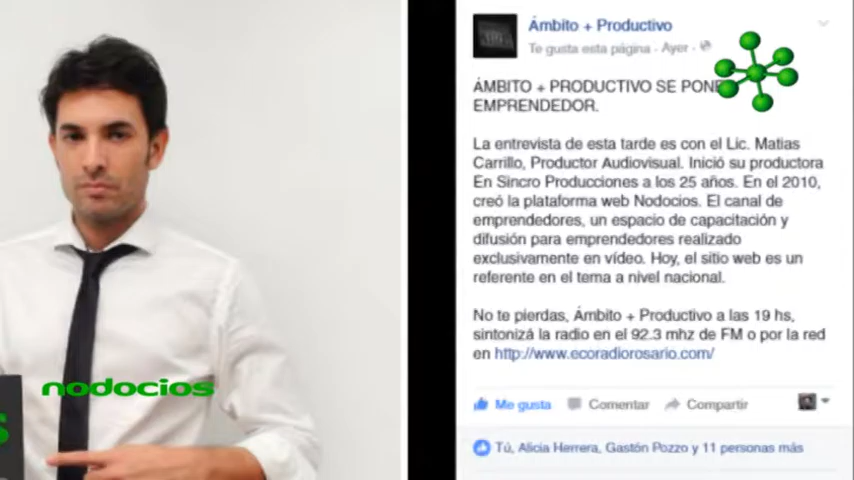 Ámbito + Productivo
Te gusta esta página - Ayer -
ÁMBITO + PRODUCTIVO SE PONE
EMPRENDEDOR.
La entrevista de esta tarde es con el Lic. Matias
Carrillo, Productor Audiovisual. Inició su productora
En Sincro Producciones a los 25 años. En el 2010,
creó la plataforma web Nodocios. El canal de
emprendedores, un espacio de capacitación y
difusión para emprendedores realizado
exclusivamente en vídeo. Hoy, el sitio web es un
referente en el tema a nivel nacional.
No te pierdas, Ámbito + Productivo a las 19 hs,
sintonizá la radio en el 92.3 mhz de FM o por la red
en http://www.ecoradiorosario.com/
Me gusta Comentar Compartir
Tú, Alicia Herrera, Gastón Pozzo y 11 personas más
nodocios